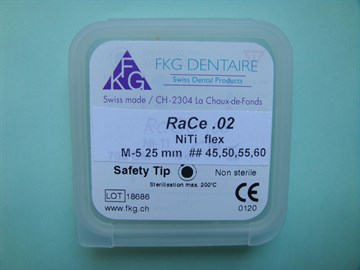 FKG
FKG DENTAIRE
Swiss Dental Products
Swiss made / CH-2304 La Chaux-de-Fonds
RaCe .02
NiTi flex
M-5 25 mm ## 45,50,55,60
Safety Tip
Non sterile
Sterilisation max. 200°C
LOT 18686
www.fkg.ch
CE
0120